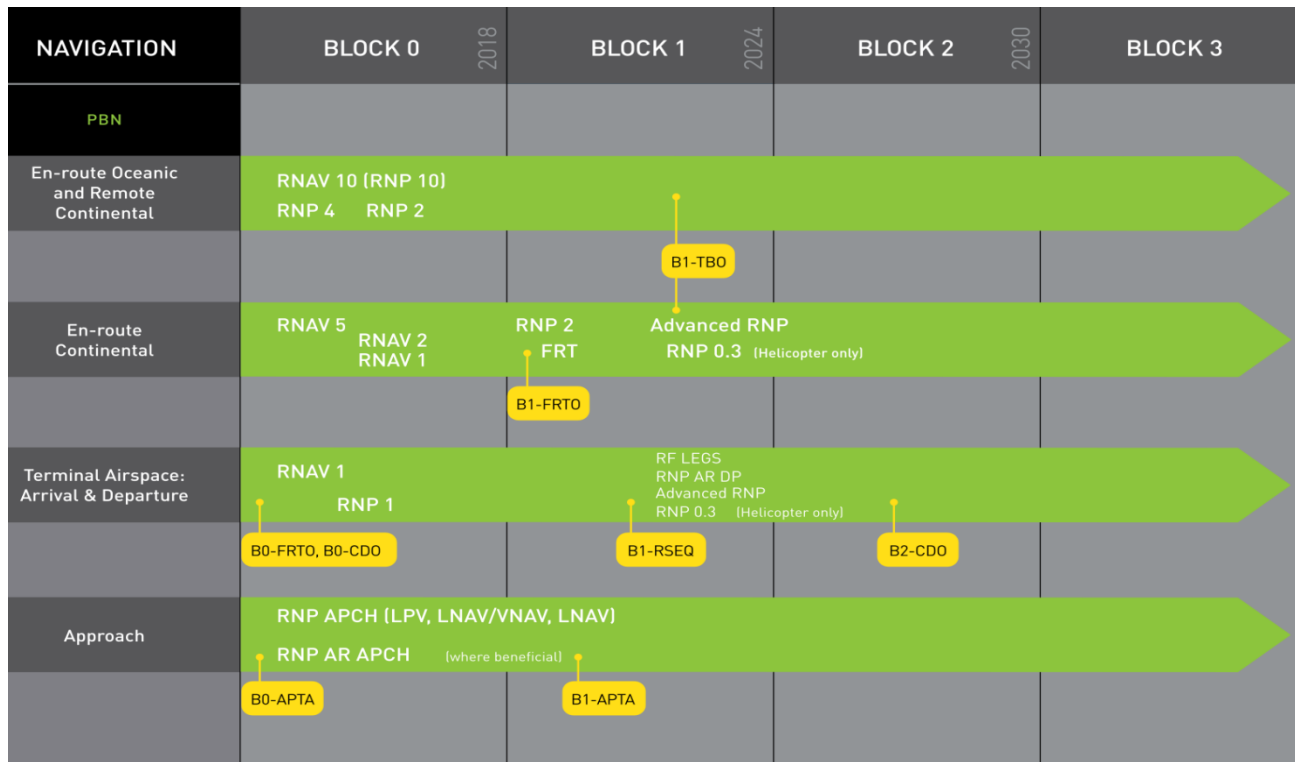 NAVIGATION
BLOCK 0
2018
BLOCK 1
2024
BLOCK 2
2030
BLOCK 3
PBN
En-route Oceanic
and Remote
Continental
RNAV 10 (RNP 10)
RNP 4 RNP 2
B1-TBO
En-route
Continental
RNAV 5
RNAV 2
RNAV 1
RNP 2
FRT
Advanced RNP
RNP 0.3 (Helicopter only)
B1-FRTO
Terminal Airspace:
Arrival & Departure
RNAV 1
RNP 1
RF LEGS
RNP AR DP
Advanced RNP
RNP 0.3 (Helicopter only)
B0-FRTO, B0-CDO
B1-RSEQ
B2-CDO
Approach
RNP APCH (LPV, LNAV/VNAV, LNAV)
RNP AR APCH (where beneficial)
B0-APTA
B1-APTA